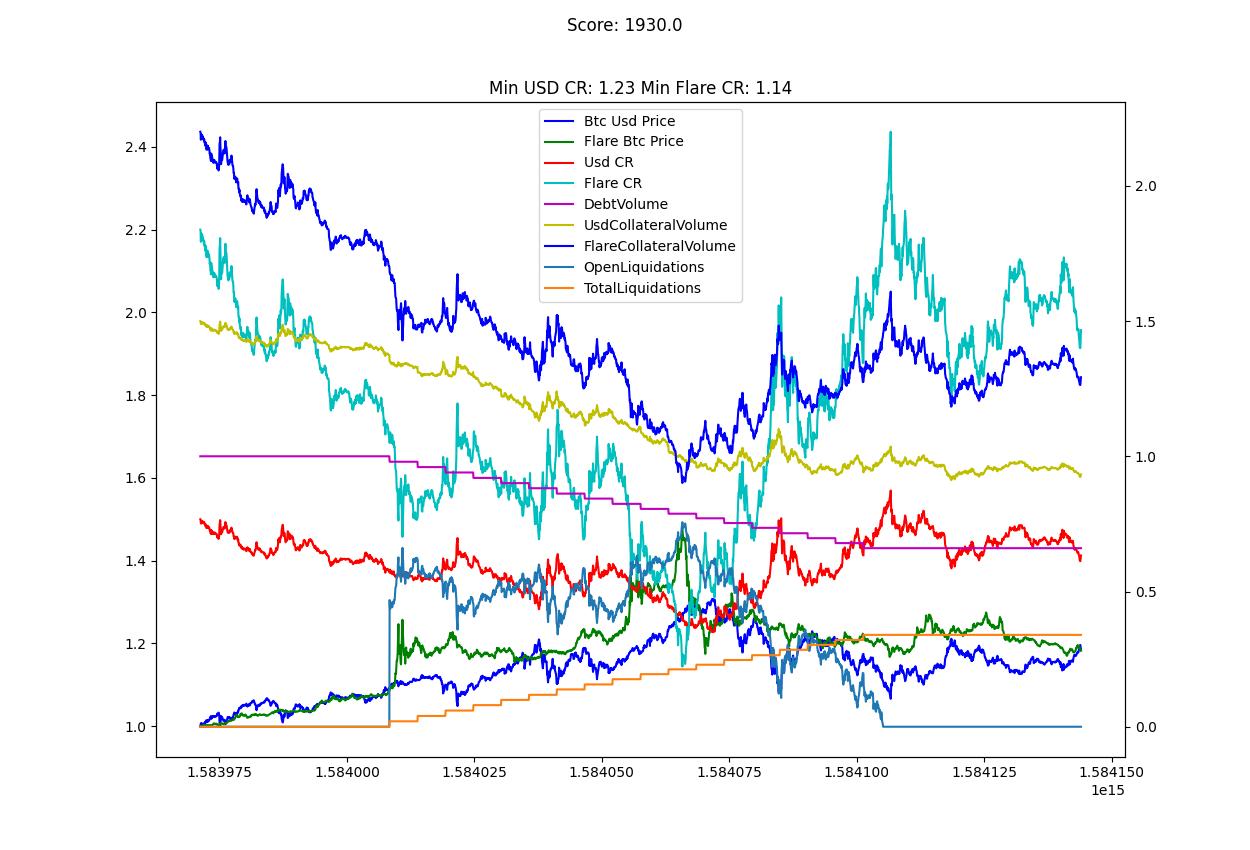 Score: 1930.0
Min USD CR: 1.23 Min Flare CR: 1.14
Btc Usd Price
Flare Btc Price
Usd CR
Flare CR
DebtVolume
UsdCollateralVolume
FlareCollateralVolume
OpenLiquidations
TotalLiquidations
2.4
2.2
2.0
1.8
1.6
1.4
1.2
1.0
2.0
1.5
1.0
0.5
0.0
1.583975 1.584000 1.584025 1.584050 1.584075 1.584100 1.584125 1.584150
1e15